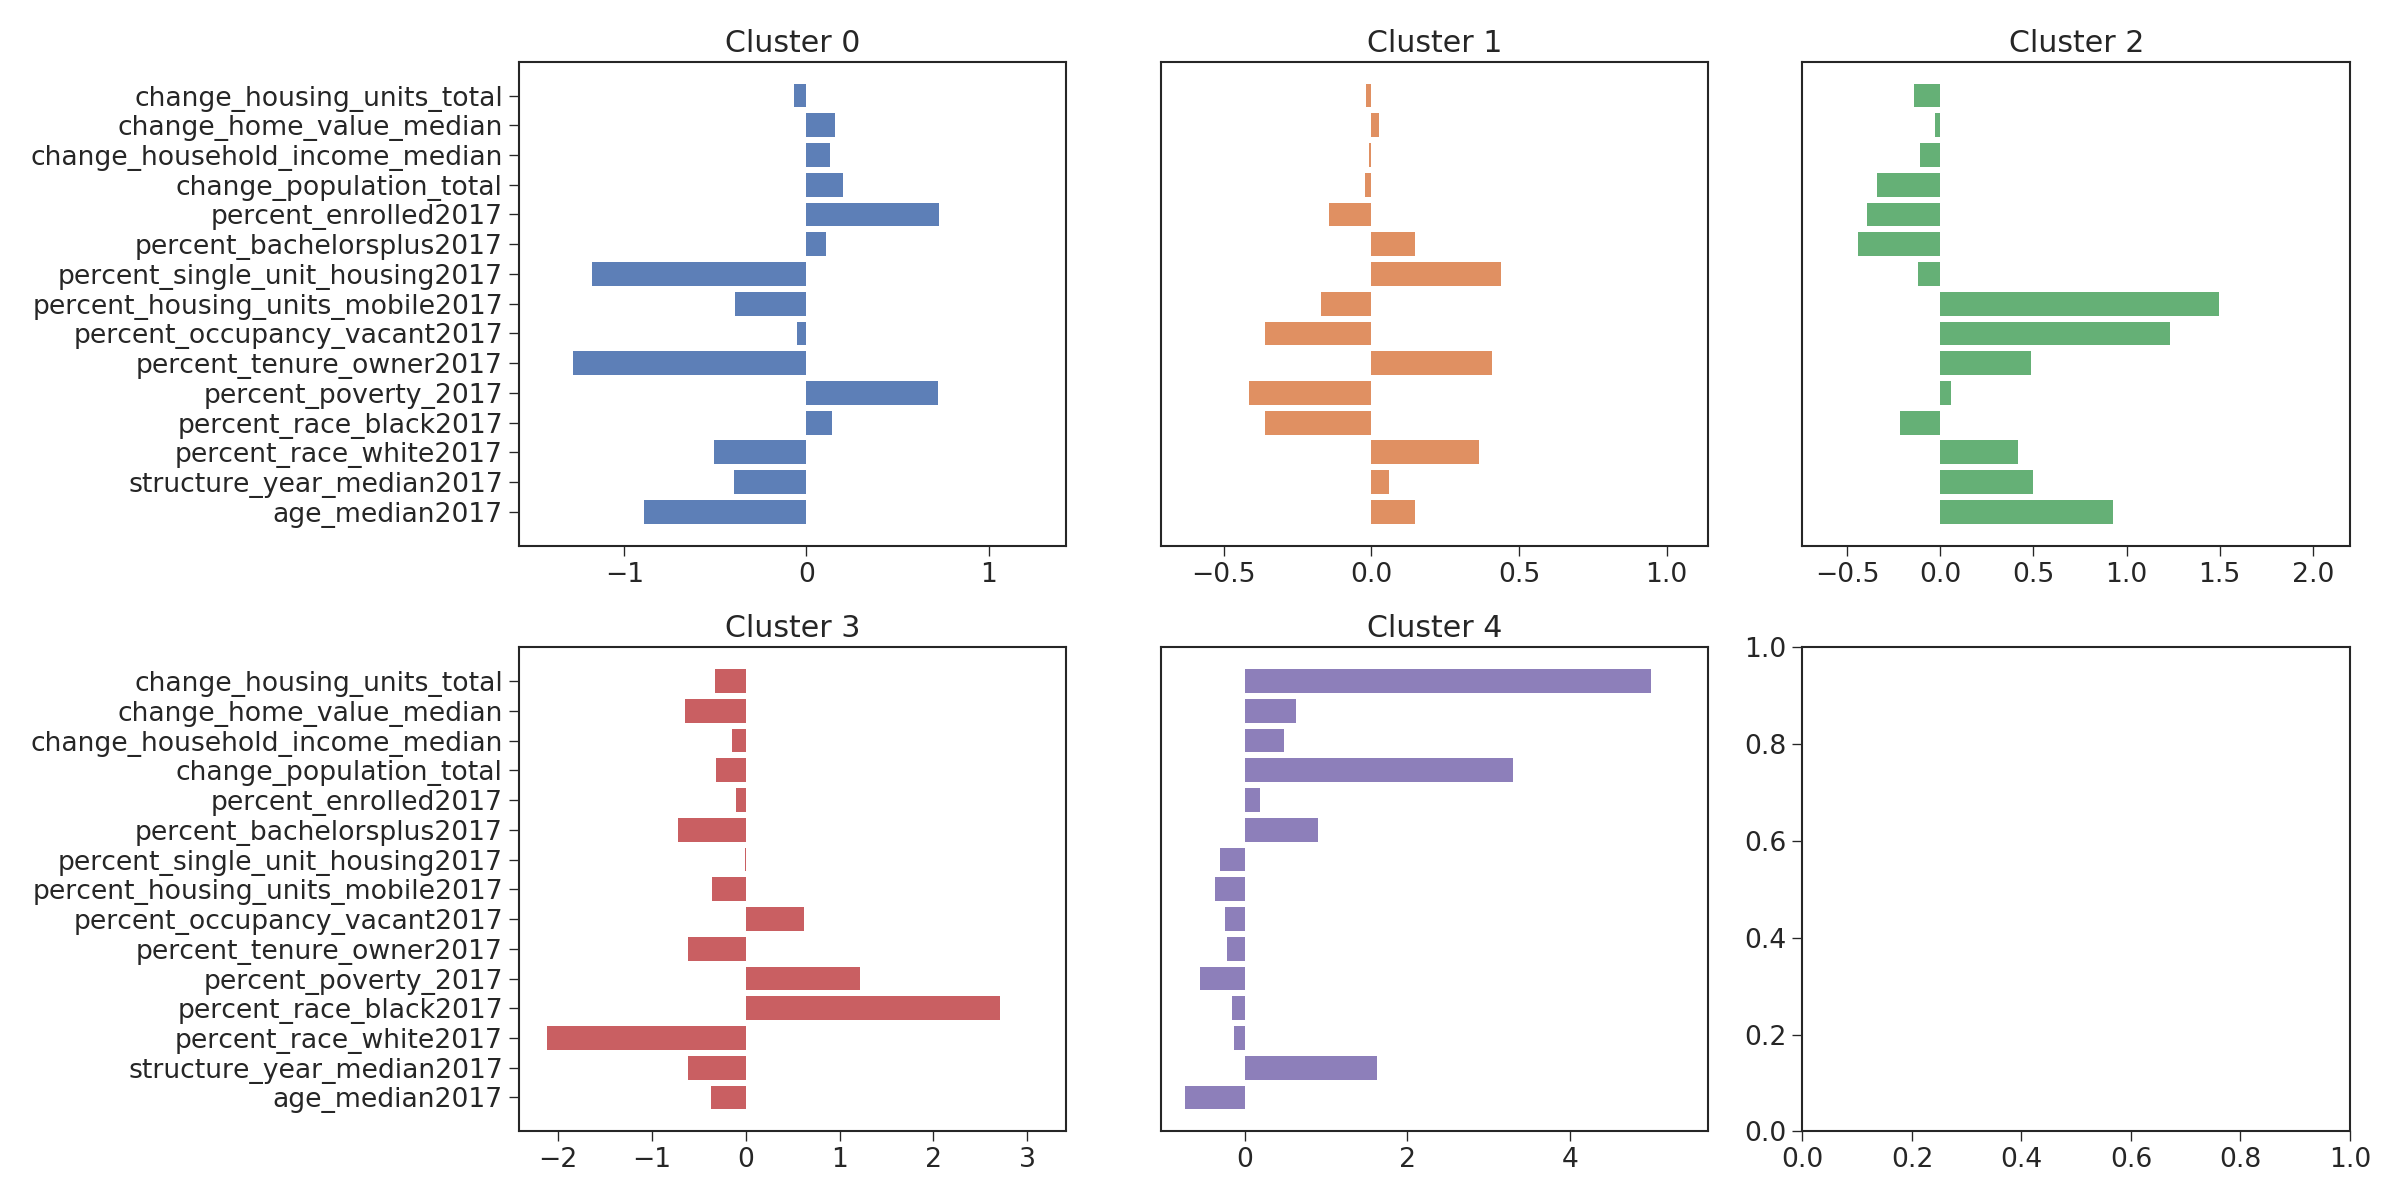 Cluster 0
Cluster 1
Cluster 2
change_housing_units_total
change_home_value_median
change_household_income_median
change_population_total
percent_enrolled2017
percent_bachelorsplus2017
percent_single_unit_housing2017
percent_housing_units_mobile2017
percent_occupancy_vacant2017
percent_tenure_owner2017
percent_poverty_2017
percent_race_black2017
percent_race_white2017
structure_year_median2017
age_median2017
−1 0 1
−0.5 0.0 0.5 1.0
−0.5 0.0 0.5 1.0 1.5 2.0
Cluster 3
Cluster 4
change_housing_units_total
change_home_value_median
change_household_income_median
change_population_total
percent_enrolled2017
percent_bachelorsplus2017
percent_single_unit_housing2017
percent_housing_units_mobile2017
percent_occupancy_vacant2017
percent_tenure_owner2017
percent_poverty_2017
percent_race_black2017
percent_race_white2017
structure_year_median2017
age_median2017
−2 −1 0 1 2 3
0 2 4
1.0
0.8
0.6
0.4
0.2
0.0
0.0 0.2 0.4 0.6 0.8 1.0